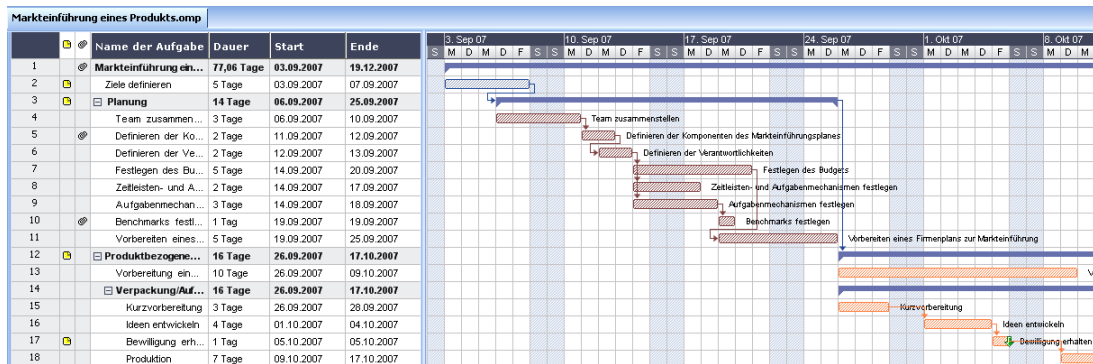 Markteinführung eines Produkts.omp
Name der Aufgabe Dauer Start Ende 3. Sep 07 10. Sep 07 17. Sep 07 24. Sep 07 1. Okt 07 8. Okt 07
S M D M D F S S M D M D F S S M D M D F S S M D M D F S S M D M D F S S M D M
1 Markteinführung ein... 77,06 Tage 03.09.2007 19.12.2007
2 Ziele definieren 5 Tage 03.09.2007 07.09.2007
3 Planung 14 Tage 06.09.2007 25.09.2007
4 Team zusammen... 3 Tage 06.09.2007 10.09.2007 Team zusammenstellen
5 Definieren der Ko... 2 Tage 11.09.2007 12.09.2007 Definieren der Komponenten des Markteinführungsplanes
6 Definieren der Ve... 2 Tage 12.09.2007 13.09.2007 Definieren der Verantwortlichkeiten
7 Festlegen des Bu... 5 Tage 14.09.2007 20.09.2007 Festlegen des Budgets
8 Zeitleisten- und A... 2 Tage 14.09.2007 17.09.2007 Zeitleisten- und Aufgabenmechanismen festlegen
9 Aufgabenmechan... 3 Tage 14.09.2007 18.09.2007 Aufgabenmechanismen festlegen
10 Benchmarks festl... 1 Tag 19.09.2007 19.09.2007 Benchmarks festlegen
11 Vorbereiten eines... 5 Tage 19.09.2007 25.09.2007 Vorbereiten eines Firmenplans zur Markteinführung
12 Produktbezogene... 16 Tage 26.09.2007 17.10.2007
13 Vorbereitung ein... 10 Tage 26.09.2007 09.10.2007 V
14 Verpackung/Auf... 16 Tage 26.09.2007 17.10.2007
15 Kurzvorbereitung 3 Tage 26.09.2007 28.09.2007 Kurzvorbereitung
16 Ideen entwickeln 4 Tage 01.10.2007 04.10.2007 Ideen entwickeln
17 Bewilligung erh... 1 Tag 05.10.2007 05.10.2007 Bewilligung erhalten
18 Produktion 7 Tage 09.10.2007 17.10.2007